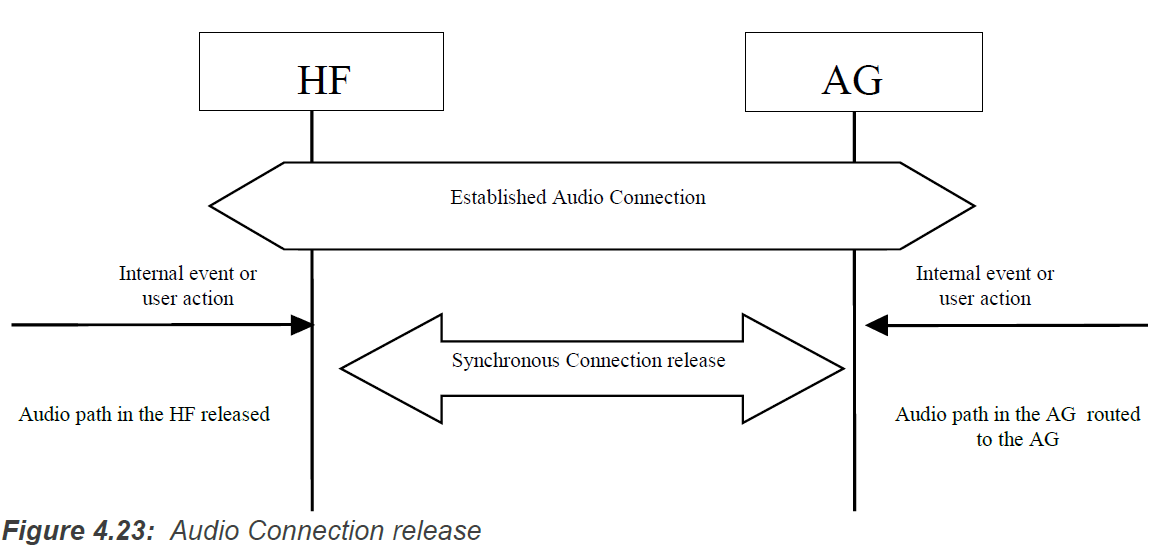 HF
AG
Established Audio Connection
Internal event or
user action
Internal event or
user action
Synchronous Connection release
Audio path in the HF released
Audio path in the AG routed
to the AG
Figure 4.23: Audio Connection release